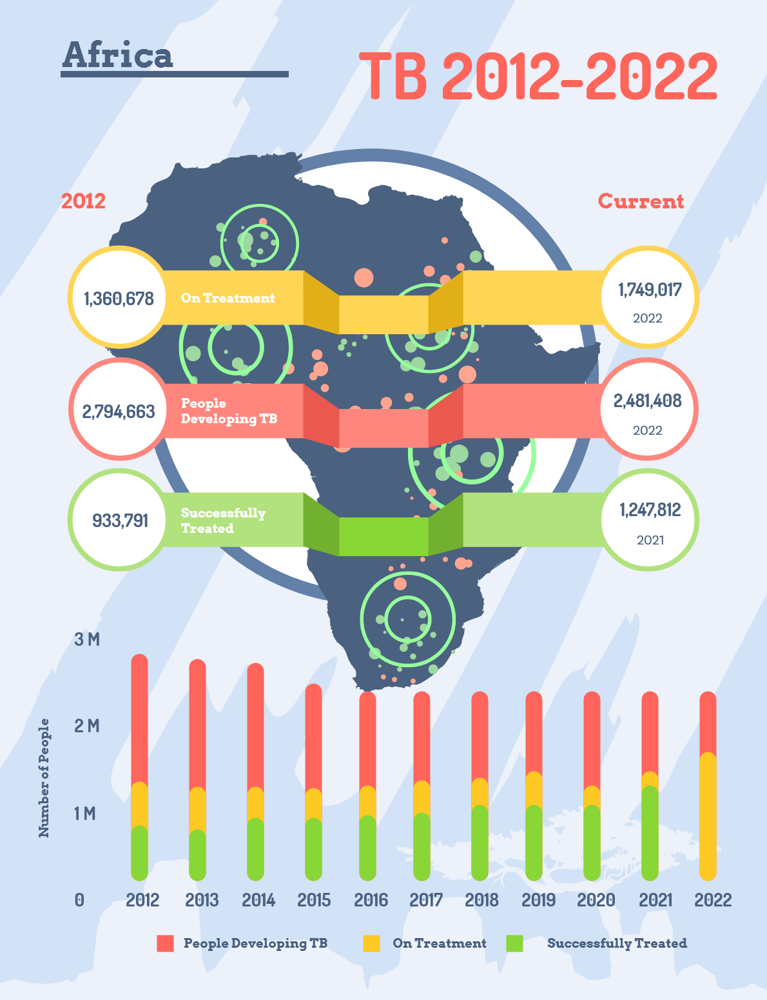 Africa
TB 2012-2022
2012
Current
1,360,678
On Treatment
1,749,017
2022
2,794,663
People
Developing TB
2,481,408
2022
933,791
Successfully
Treated
1,247,812
2021
3 M
2 M
1 M
Number of People
0 2012 2013 2014 2015 2016 2017 2018 2019 2020 2021 2022
People Developing TB On Treatment Successfully Treated